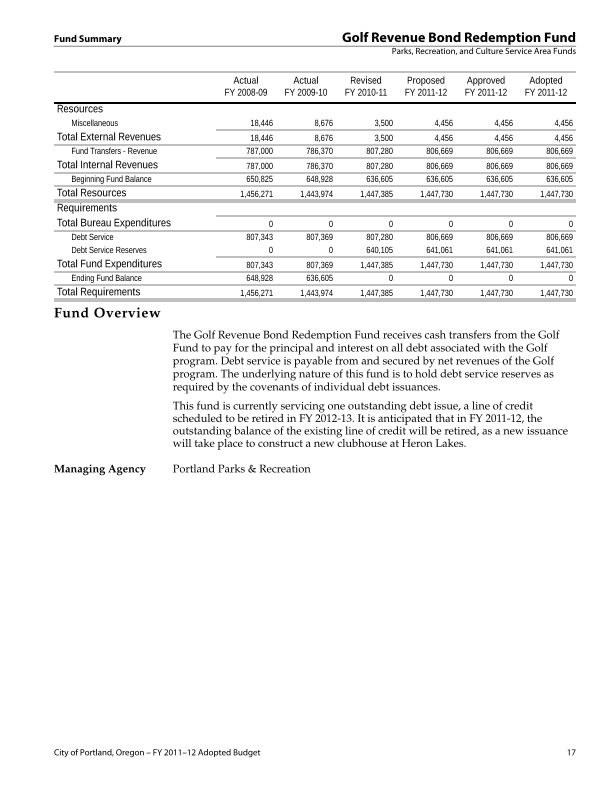 Fund Summary Golf Revenue Bond Redemption Fund
Parks, Recreation, and Culture Service Area Funds
Actual Actual Revised Proposed Approved Adopted
FY 2008-09 FY 2009-10 FY 2010-11 FY 2011-12 FY 2011-12 FY 2011-12
Resources
Miscellaneous 18,446 8,676 3,500 4,456 4,456 4,456
Total External Revenues 18,446 8,676 3,500 4,456 4,456 4,456
Fund Transfers - Revenue 787,000 786,370 807,280 806,669 806,669 806,669
Total Internal Revenues 787,000 786,370 807,280 806,669 806,669 806,669
Beginning Fund Balance 650,825 648,928 636,605 636,605 636,605 636,605
Total Resources 1,456,271 1,443,974 1,447,385 1,447,730 1,447,730 1,447,730
Requirements
Total Bureau Expenditures 0 0 0 0 0 0
Debt Service 807,343 807,369 807,280 806,669 806,669 806,669
Debt Service Reserves 0 0 640,105 641,061 641,061 641,061
Total Fund Expenditures 807,343 807,369 1,447,385 1,447,730 1,447,730 1,447,730
Ending Fund Balance 648,928 636,605 0 0 0 0
Total Requirements 1,456,271 1,443,974 1,447,385 1,447,730 1,447,730 1,447,730
Fund Overview
The Golf Revenue Bond Redemption Fund receives cash transfers from the Golf
Fund to pay for the principal and interest on all debt associated with the Golf
program. Debt service is payable from and secured by net revenues of the Golf
program. The underlying nature of this fund is to hold debt service reserves as
required by the covenants of individual debt issuances.
This fund is currently servicing one outstanding debt issue, a line of credit
scheduled to be retired in FY 2012-13. It is anticipated that in FY 2011-12, the
outstanding balance of the existing line of credit will be retired, as a new issuance
will take place to construct a new clubhouse at Heron Lakes.
Managing Agency Portland Parks & Recreation
City of Portland, Oregon – FY 2011–12 Adopted Budget 17